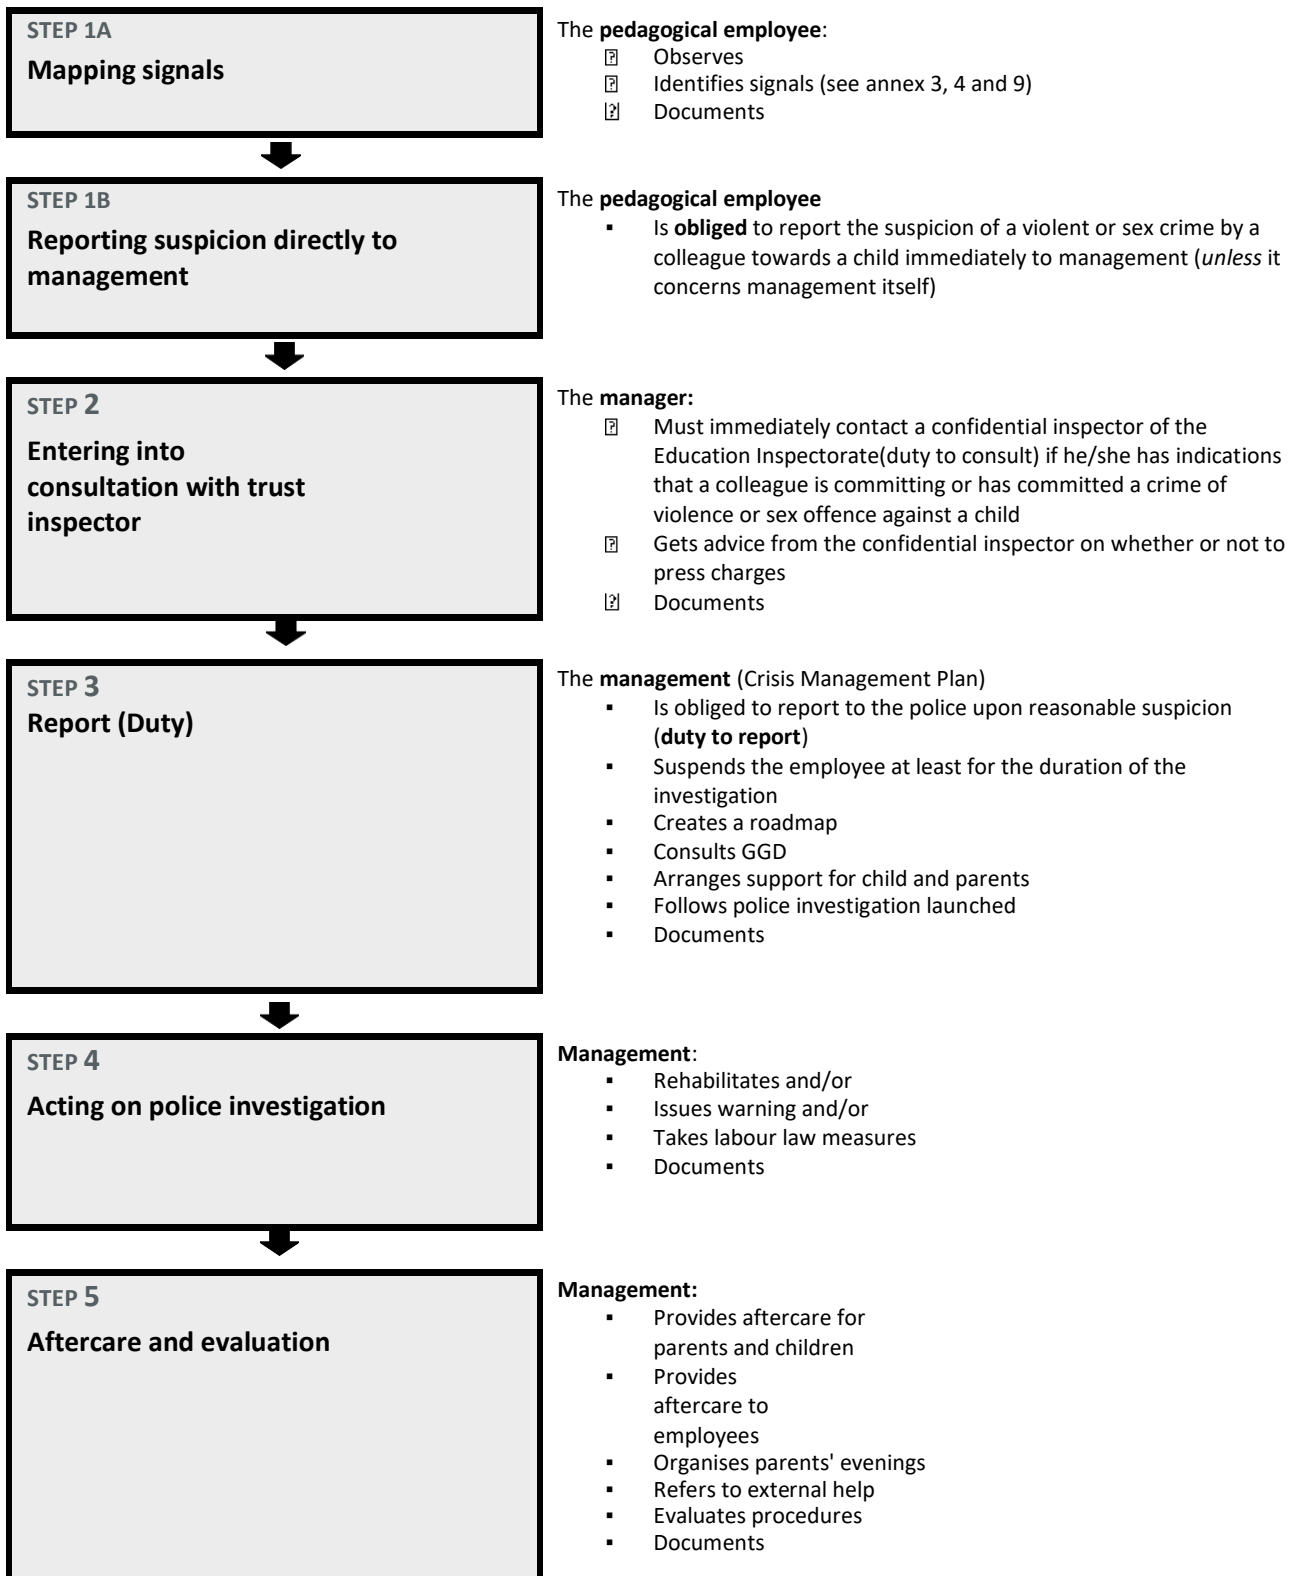 STEP 1A
Mapping signals
The pedagogical employee:
Observes
Identifies signals (see annex 3, 4 and 9)
Documents
STEP 1B
Reporting suspicion directly to
management
The pedagogical employee
▪ Is obliged to report the suspicion of a violent or sex crime by a
colleague towards a child immediately to management (unless it
concerns management itself)
STEP 2
Entering into
consultation with trust
inspector
The manager:
Must immediately contact a confidential inspector of the
Education Inspectorate(duty to consult) if he/she has indications
that a colleague is committing or has committed a crime of
violence or sex offence against a child
Gets advice from the confidential inspector on whether or not to
press charges
Documents
STEP 3
Report (Duty)
The management (Crisis Management Plan)
▪ Is obliged to report to the police upon reasonable suspicion
(duty to report)
▪ Suspends the employee at least for the duration of the
investigation
▪ Creates a roadmap
▪ Consults GGD
▪ Arranges support for child and parents
▪ Follows police investigation launched
▪ Documents
STEP 4
Acting on police investigation
Management:
▪ Rehabilitates and/or
▪ Issues warning and/or
▪ Takes labour law measures
▪ Documents
STEP 5
Aftercare and evaluation
Management:
▪ Provides aftercare for
parents and children
▪ Provides
aftercare to
employees
▪ Organises parents' evenings
▪ Refers to external help
▪ Evaluates procedures
▪ Documents